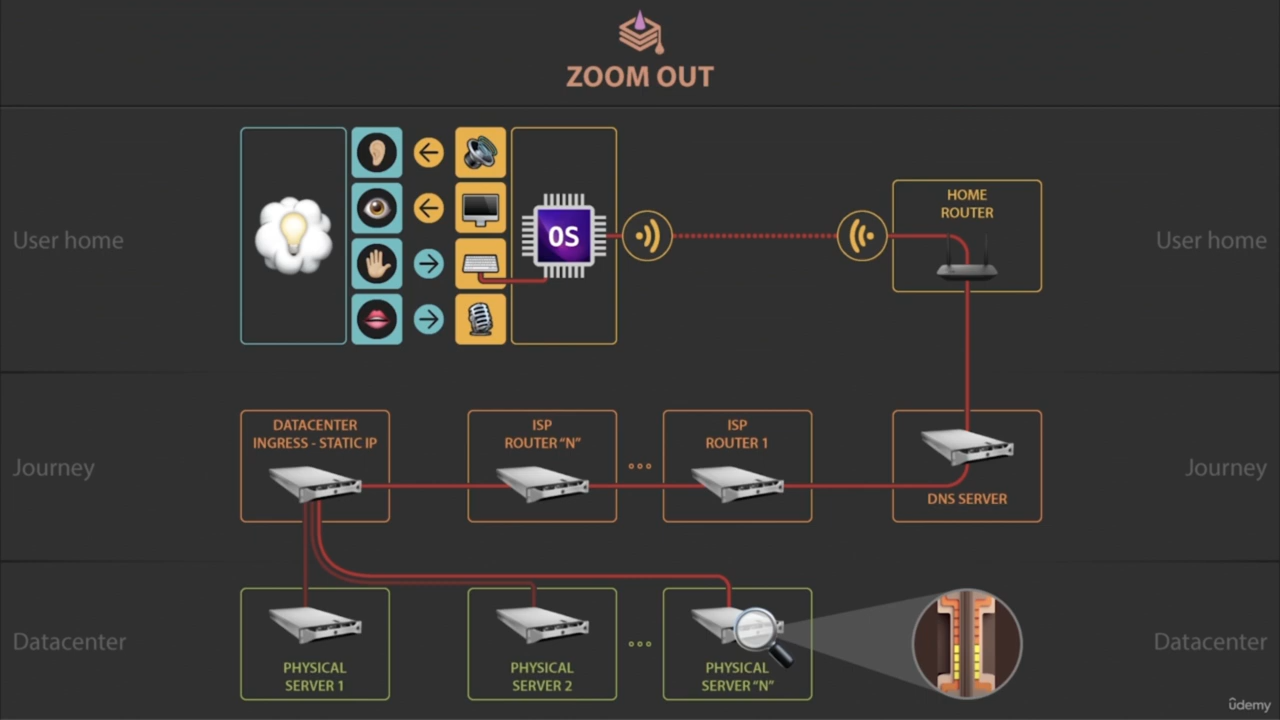 ZOOM OUT
User home
OS
HOME
ROUTER
User home
Journey
DATACENTER
INGRESS - STATIC IP
ISP
ROUTER “N”
ISP
ROUTER 1
DNS SERVER
Journey
Datacenter
PHYSICAL
SERVER 1
PHYSICAL
SERVER 2
PHYSICAL
SERVER “N”
Datacenter
ûdemy